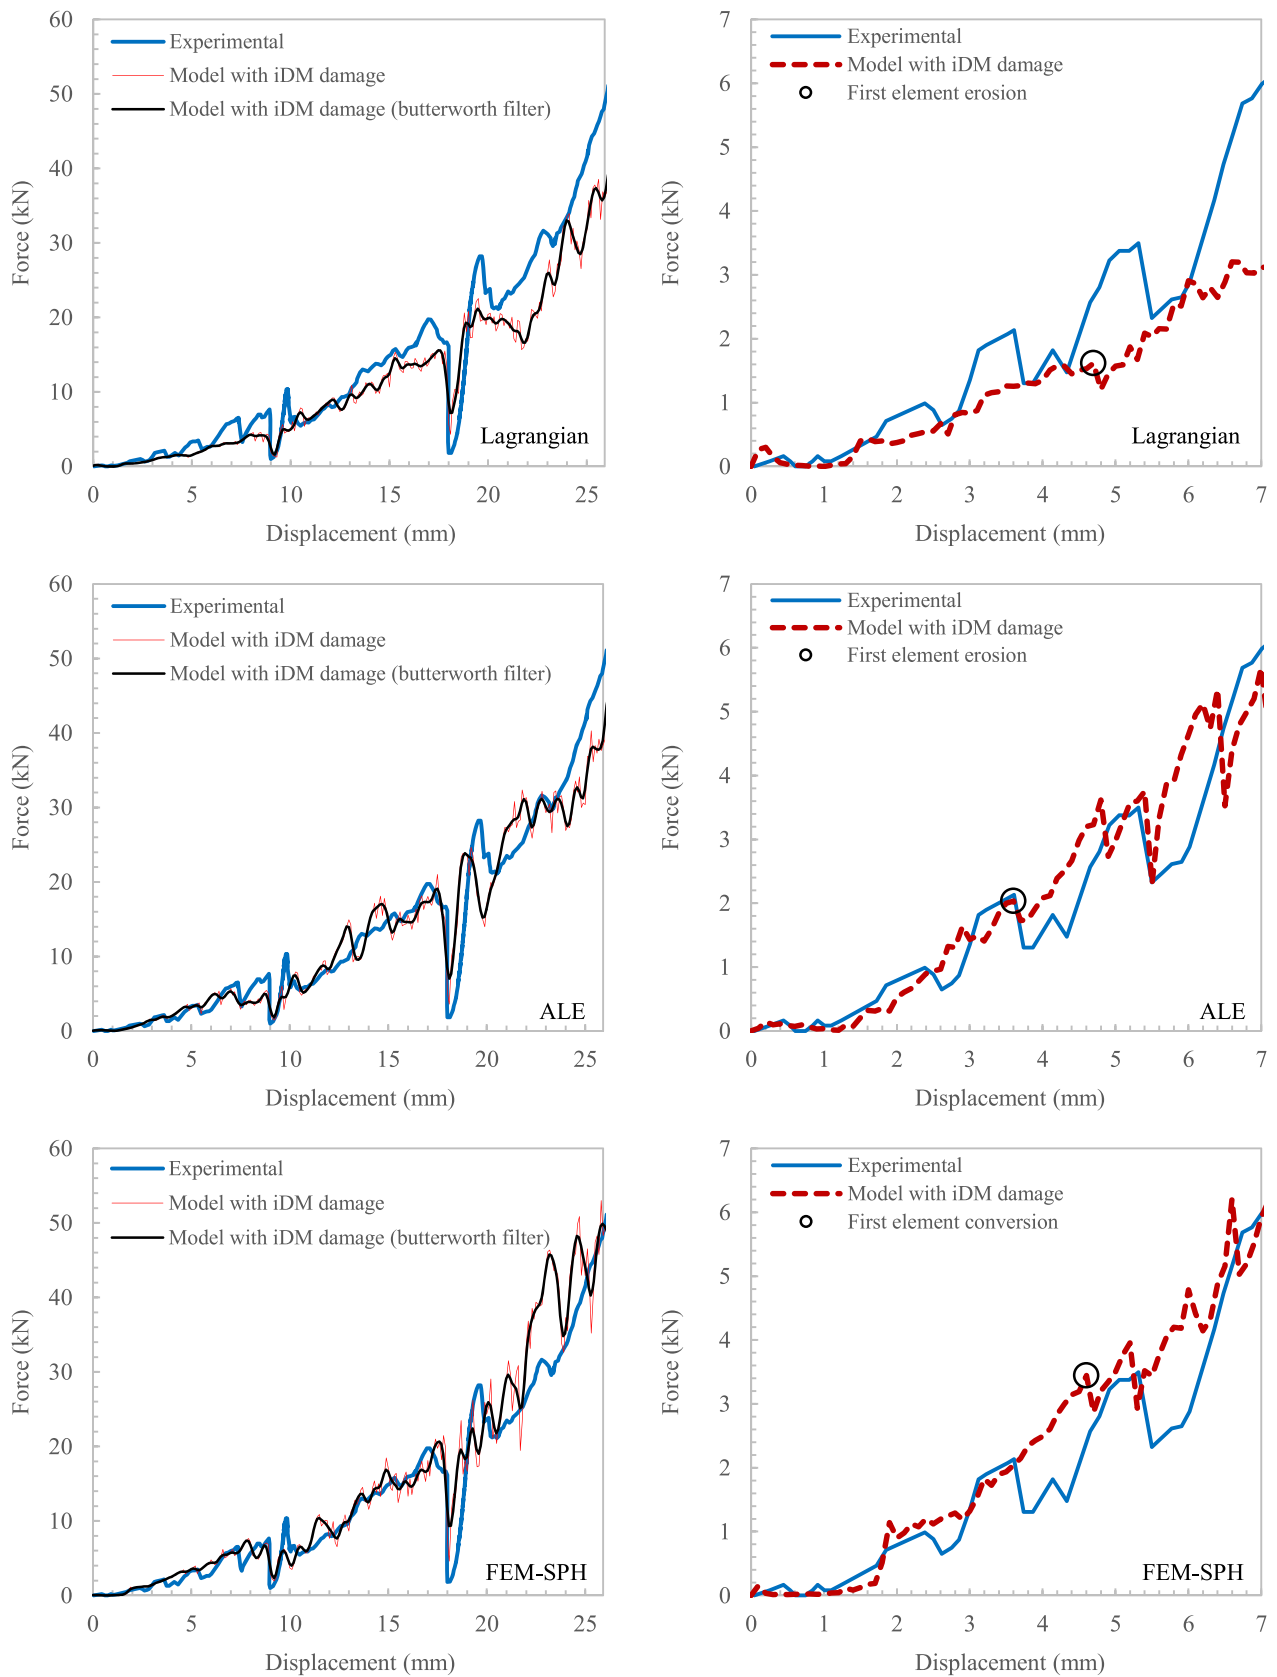 60
50
40
30
20
10
0
Force (kN)
Experimental
Model with iDM damage
Model with iDM damage (butterworth filter)
Lagrangian
0 5 10 15 20 25
Displacement (mm)
7
6
5
4
3
2
1
0
Force (kN)
Experimental
Model with iDM damage
First element erosion
Lagrangian
0 1 2 3 4 5 6 7
Displacement (mm)
60
50
40
30
20
10
0
Force (kN)
Experimental
Model with iDM damage
Model with iDM damage (butterworth filter)
ALE
0 5 10 15 20 25
Displacement (mm)
7
6
5
4
3
2
1
0
Force (kN)
Experimental
Model with iDM damage
First element erosion
ALE
0 1 2 3 4 5 6 7
Displacement (mm)
60
50
40
30
20
10
0
Force (kN)
Experimental
Model with iDM damage
Model with iDM damage (butterworth filter)
FEM-SPH
0 5 10 15 20 25
Displacement (mm)
7
6
5
4
3
2
1
0
Force (kN)
Experimental
Model with iDM damage
First element conversion
FEM-SPH
0 1 2 3 4 5 6 7
Displacement (mm)